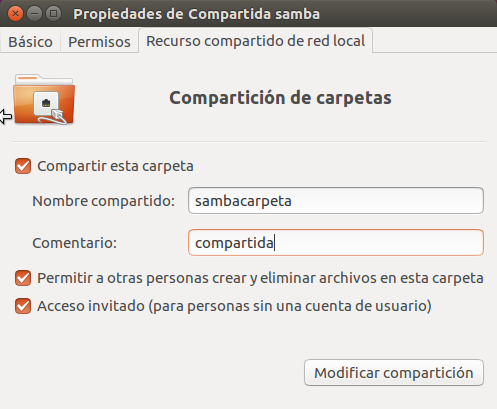 Propiedades de Compartida samba
Básico Permisos Recurso compartido de red local
Compartición de carpetas
Compartir esta carpeta
Nombre compartido: sambacarpeta
Comentario: compartida
Permitir a otras personas crear y eliminar archivos en esta carpeta
Acceso invitado (para personas sin una cuenta de usuario)
Modificar compartición